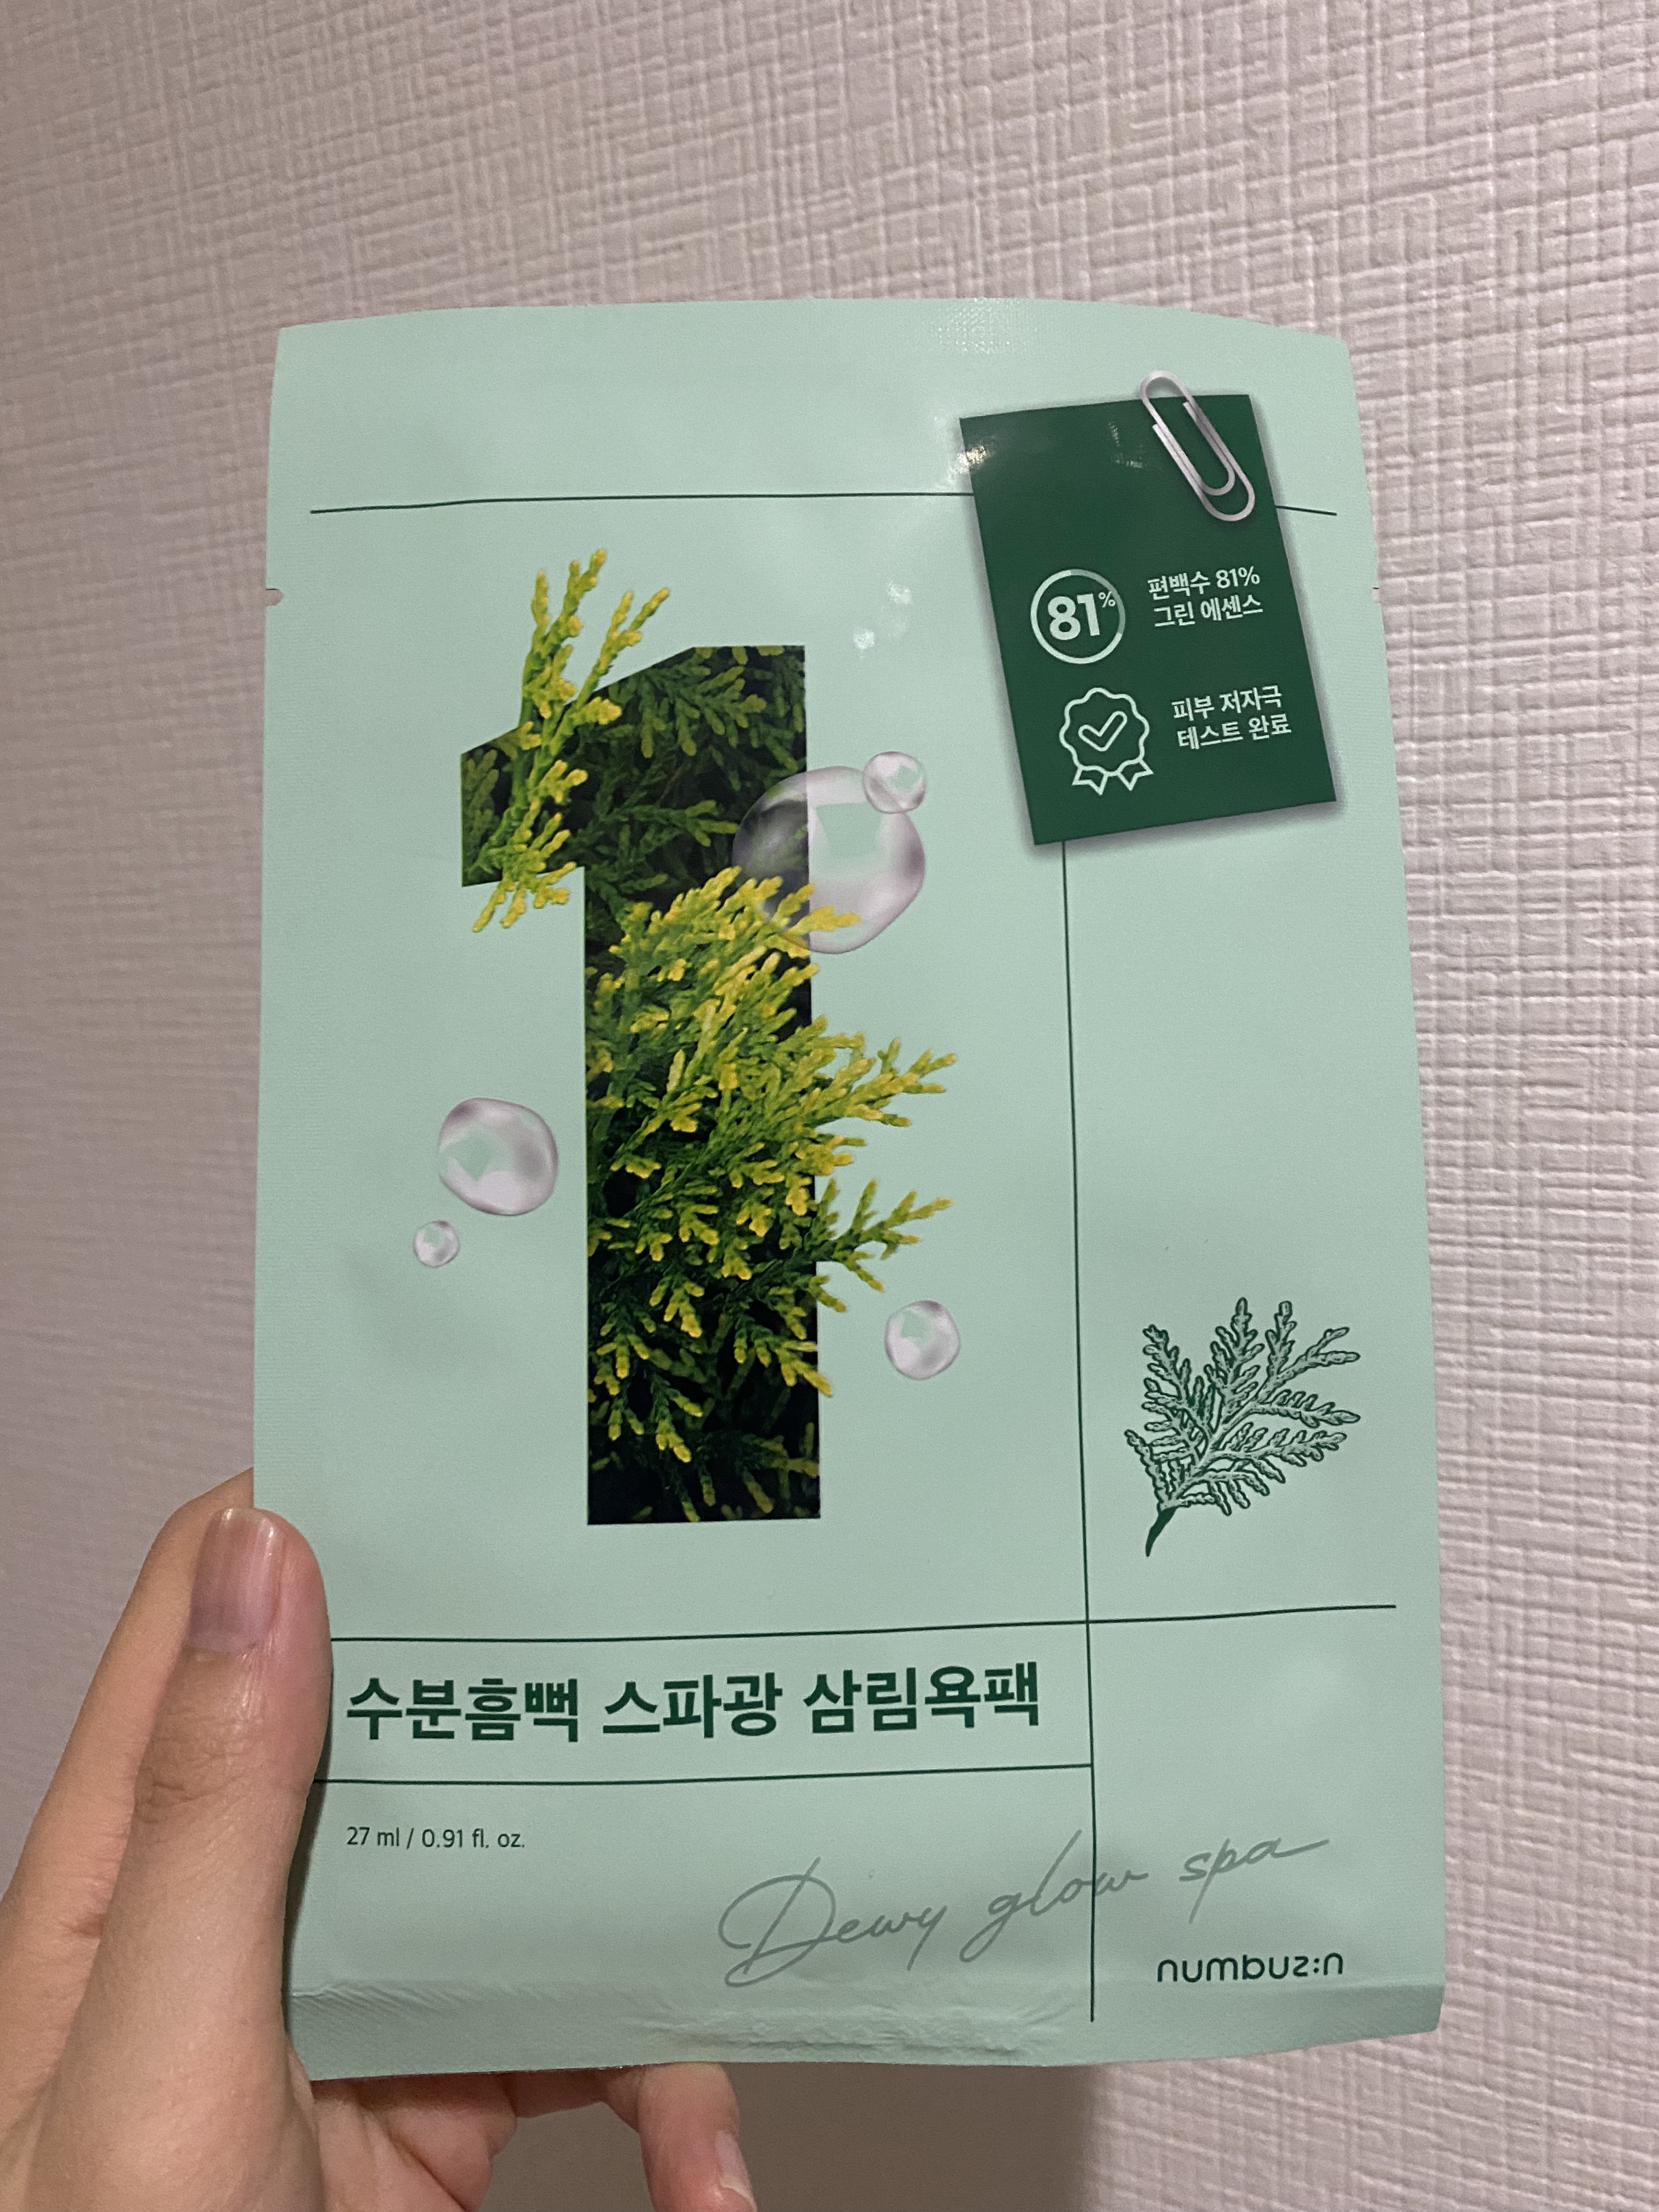 81%
편백수 81%
그린 에센스
피부 저자극
테스트 완료
1
수분흠뻑 스파광 삼림욕팩
27 ml / 0.91 fl. oz.
Dewy glow spa
numbuz:n